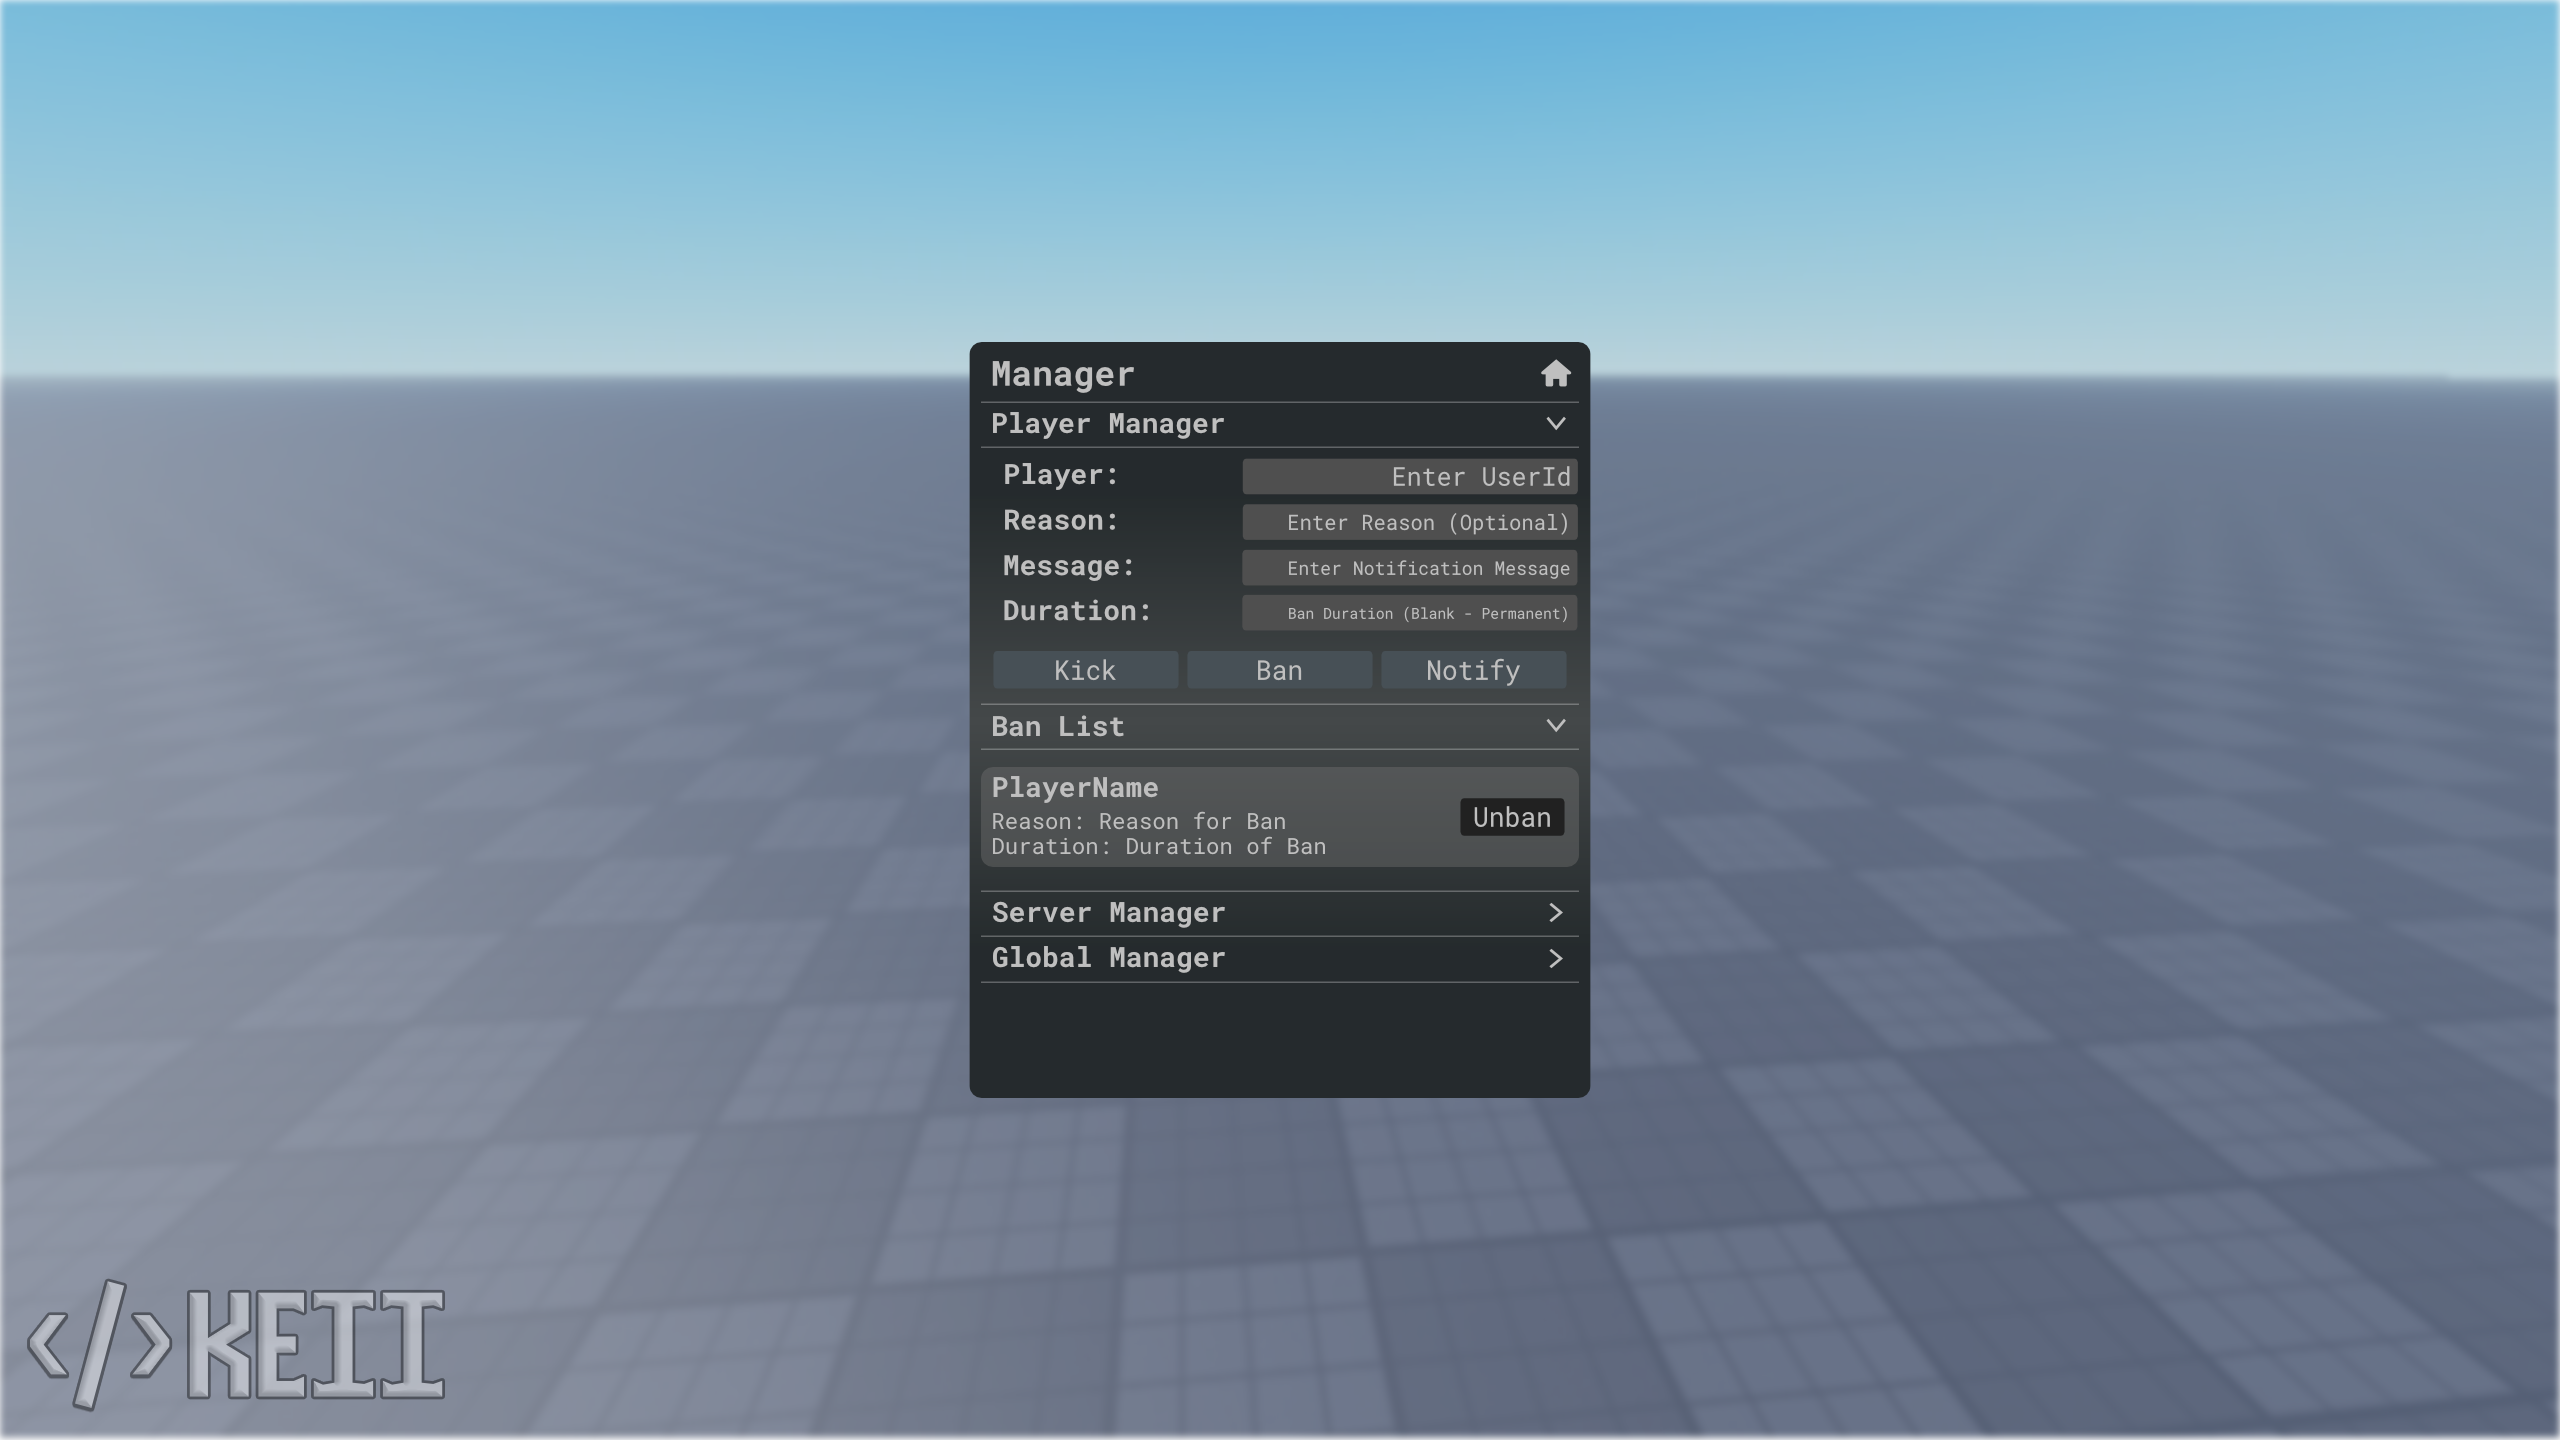 Manager
Player Manager
Player: Enter UserId
Reason: Enter Reason (Optional)
Message: Enter Notification Message
Duration: Ban Duration (Blank - Permanent)
Kick Ban Notify
Ban List
PlayerName
Reason: Reason for Ban
Duration: Duration of Ban
Unban
Server Manager
Global Manager
</>KEII